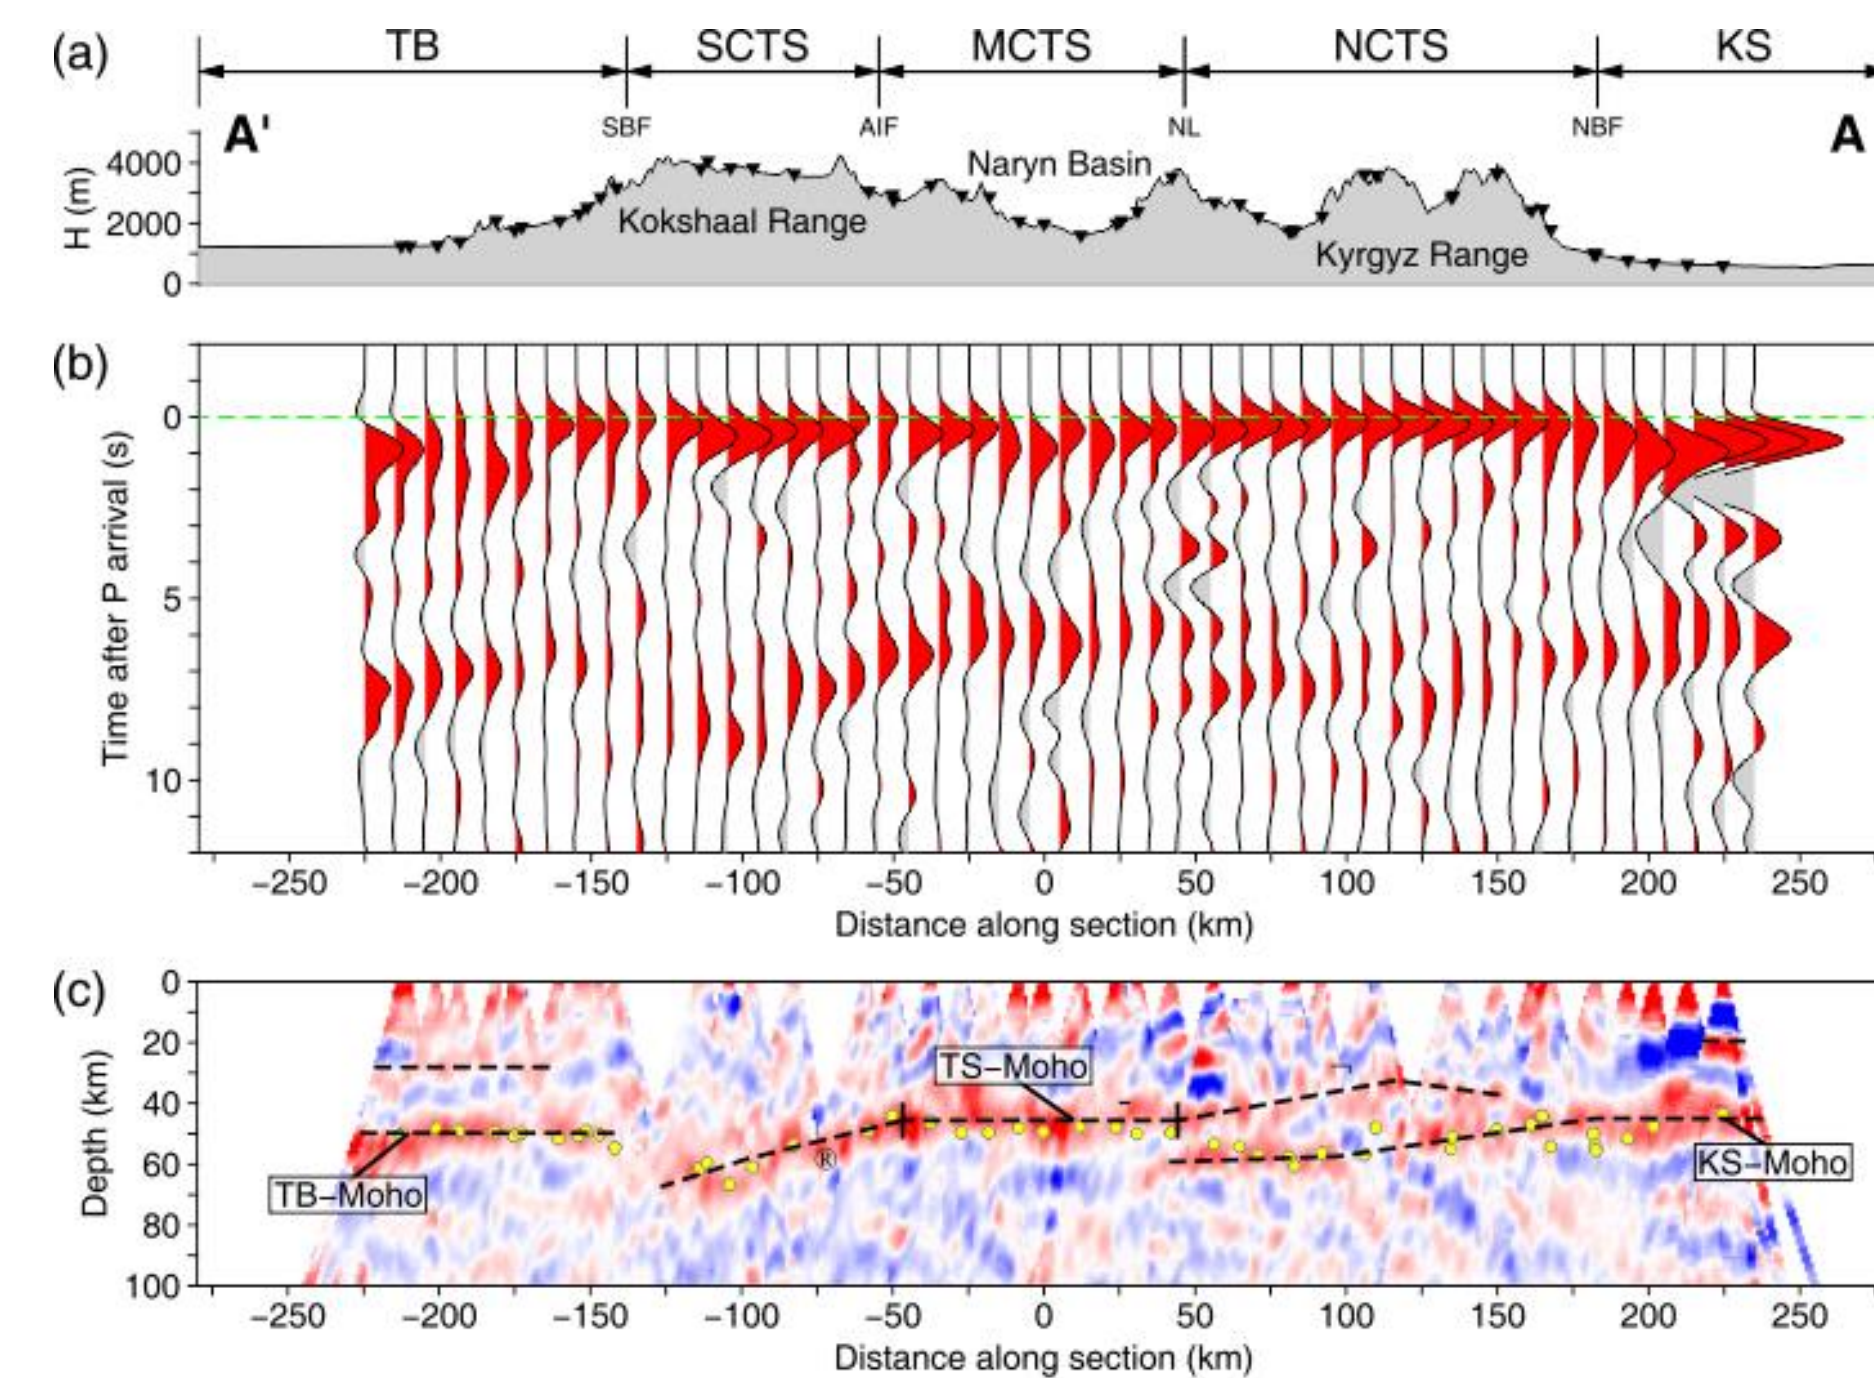 (a)
TB SCTS MCTS NCTS KS
SBF AIF NL NBF
A' A
H (m)
4000
2000
0
Naryn Basin
Kokshaal Range
Kyrgyz Range
(b)
Time after P arrival (s)
0
5
10
−250 −200 −150 −100 −50 0 50 100 150 200 250
Distance along section (km)
(c)
Depth (km)
0
20
40
60
80
100
TS−Moho
R
TB−Moho
KS−Moho
−250 −200 −150 −100 −50 0 50 100 150 200 250
Distance along section (km)